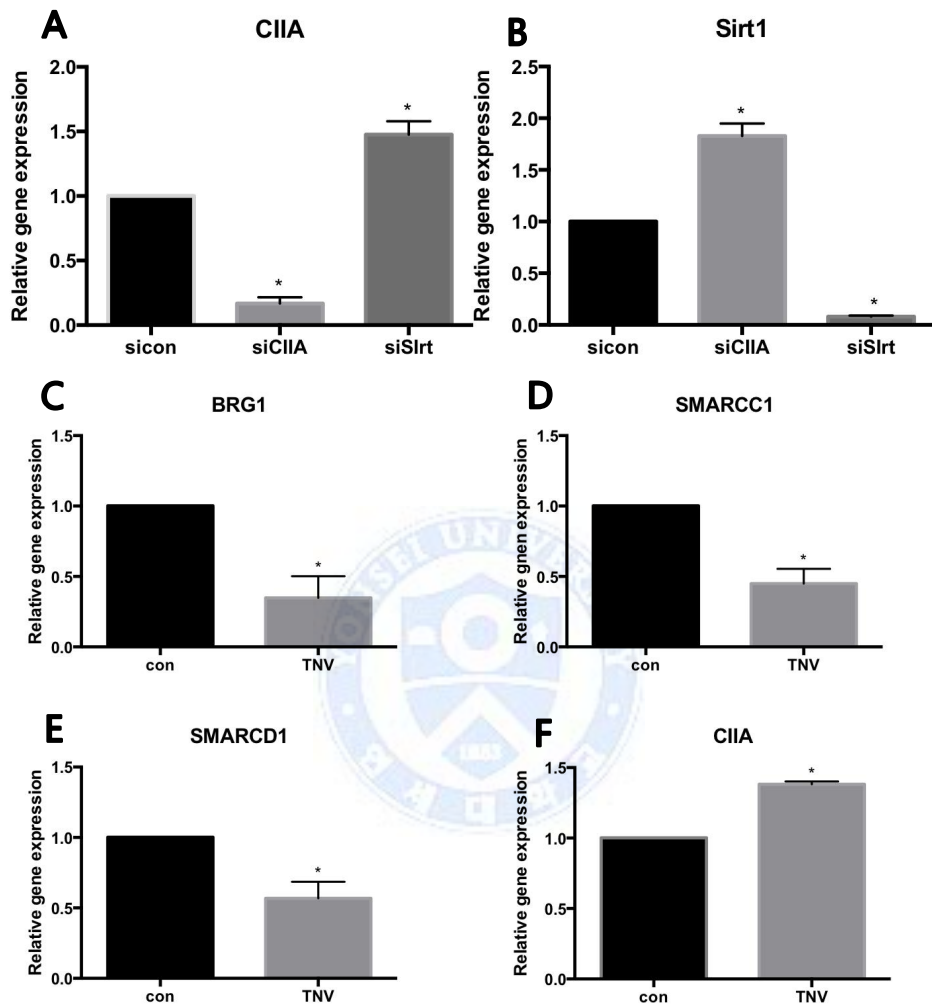 A
CIIA
Relative gene expression
2.0
1.5
1.0
0.5
0.0
*
*
sicon
siCIIA
siSIrt
B
Sirt1
Relative gene expression
2.5
2.0
1.5
1.0
0.5
0.0
*
*
sicon
siCIIA
siSIrt
C
BRG1
Relative gene expression
1.5
1.0
0.5
0.0
*
con
TNV
D
SMARCC1
Relative gnen expression
1.5
1.0
0.5
0.0
*
con
TNV
E
SMARCD1
Relative gene expression
1.5
1.0
0.5
0.0
*
con
TNV
F
CIIA
Relative gene expression
1.5
1.0
0.5
0.0
*
con
TNV
1885